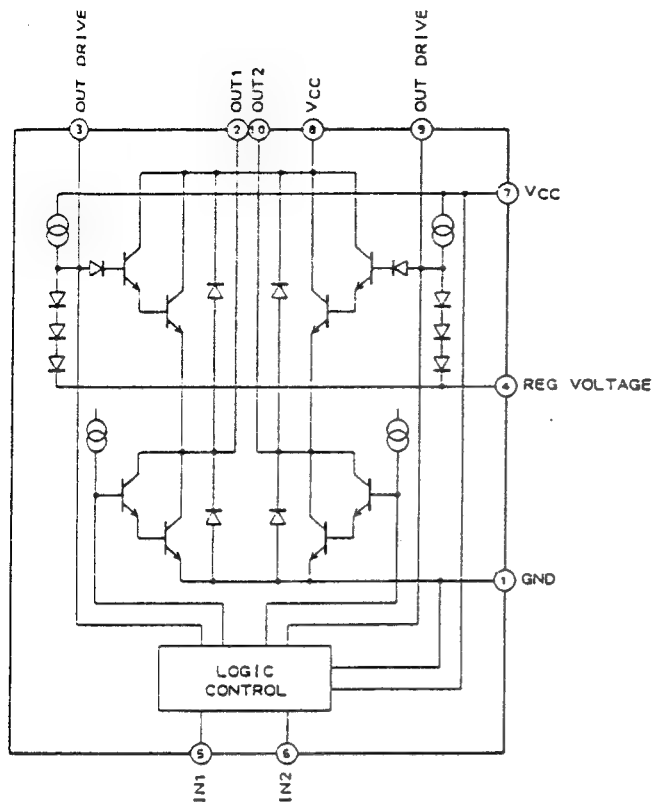 OUT DRIVE
OUT1
OUT2
VCC
OUT DRIVE
3
2
10
8
9
7 VCC
4 REG VOLTAGE
1 GND
LOGIC
CONTROL
5
6
IN1
IN2